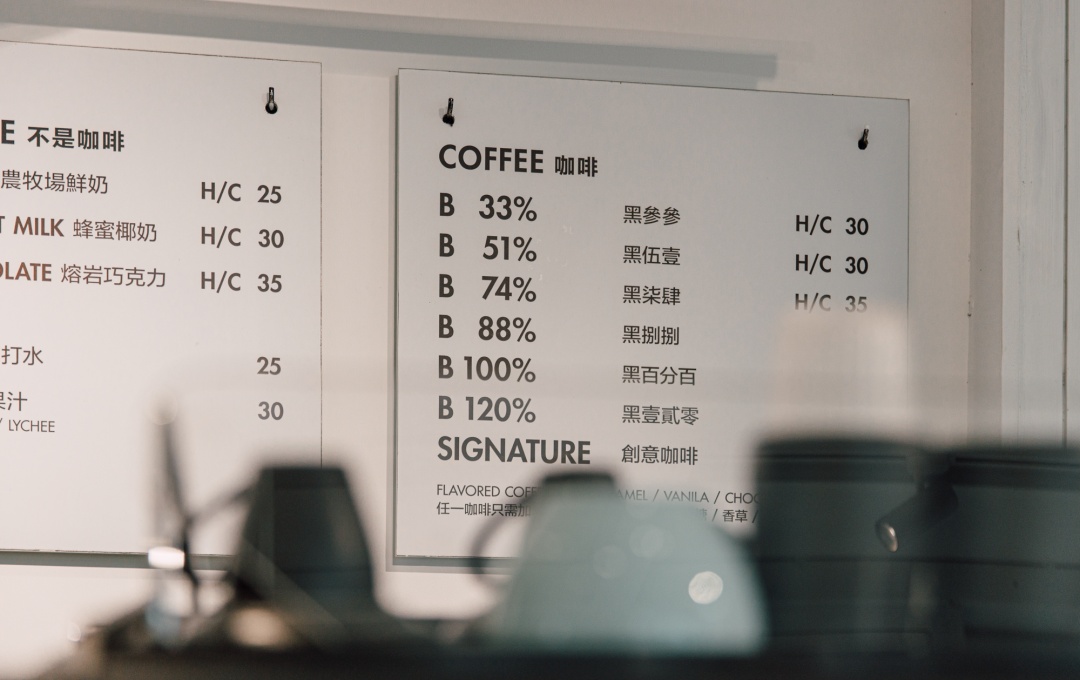 E 不是咖啡
農牧場鮮奶 H/C 25
MILK 蜂蜜椰奶 H/C 30
OLATE 熔岩巧克力 H/C 35
打水 25
果汁 30
/ LYCHEE
COFFEE 咖啡
B 33% 黑參參 H/C 30
B 51% 黑伍壹 H/C 30
B 74% 黑柒肆 H/C 35
B 88% 黑捌捌
B 100% 黑百分百
B 120% 黑壹貳零
SIGNATURE 創意咖啡
FLAVORED COFF AMEL / VANILA / CHO
任一咖啡只需加 / 香草 /